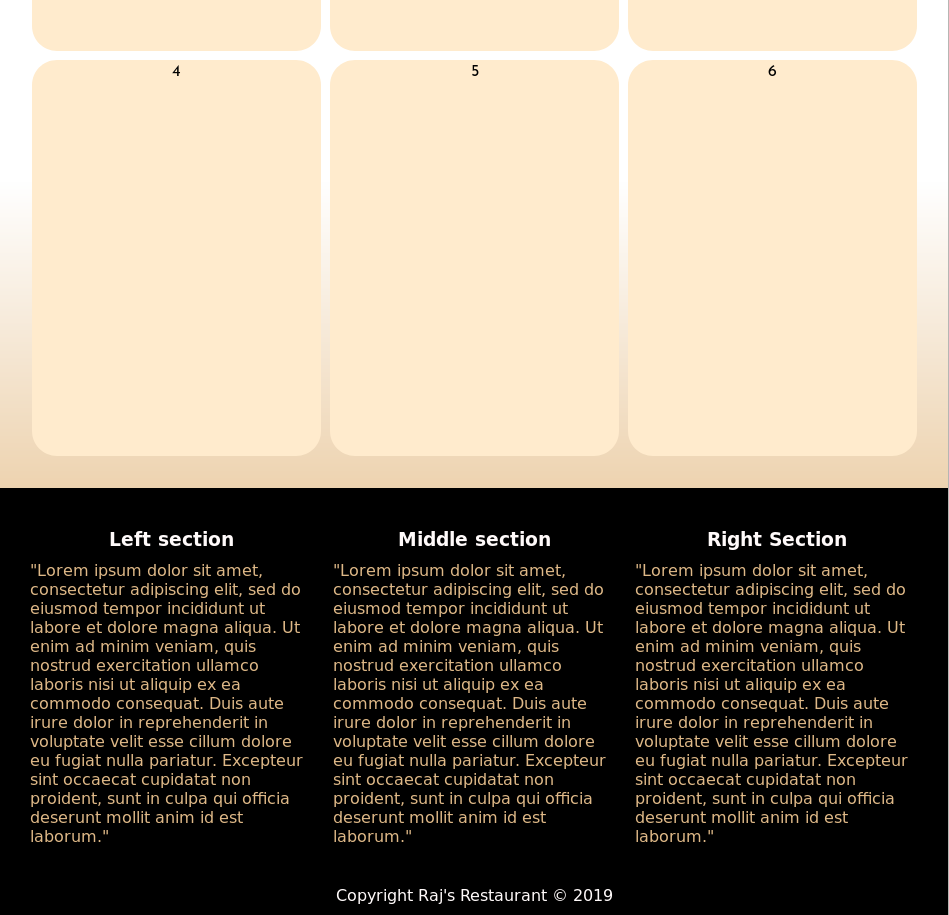 4
5
6
Left section
"Lorem ipsum dolor sit amet,
consectetur adipiscing elit, sed do
eiusmod tempor incididunt ut
labore et dolore magna aliqua. Ut
enim ad minim veniam, quis
nostrud exercitation ullamco
laboris nisi ut aliquip ex ea
commodo consequat. Duis aute
irure dolor in reprehenderit in
voluptate velit esse cillum dolore
eu fugiat nulla pariatur. Excepteur
sint occaecat cupidatat non
proident, sunt in culpa qui officia
deserunt mollit anim id est
laborum."
Middle section
"Lorem ipsum dolor sit amet,
consectetur adipiscing elit, sed do
eiusmod tempor incididunt ut
labore et dolore magna aliqua. Ut
enim ad minim veniam, quis
nostrud exercitation ullamco
laboris nisi ut aliquip ex ea
commodo consequat. Duis aute
irure dolor in reprehenderit in
voluptate velit esse cillum dolore
eu fugiat nulla pariatur. Excepteur
sint occaecat cupidatat non
proident, sunt in culpa qui officia
deserunt mollit anim id est
laborum."
Right Section
"Lorem ipsum dolor sit amet,
consectetur adipiscing elit, sed do
eiusmod tempor incididunt ut
labore et dolore magna aliqua. Ut
enim ad minim veniam, quis
nostrud exercitation ullamco
laboris nisi ut aliquip ex ea
commodo consequat. Duis aute
irure dolor in reprehenderit in
voluptate velit esse cillum dolore
eu fugiat nulla pariatur. Excepteur
sint occaecat cupidatat non
proident, sunt in culpa qui officia
deserunt mollit anim id est
laborum."
Copyright Raj's Restaurant © 2019